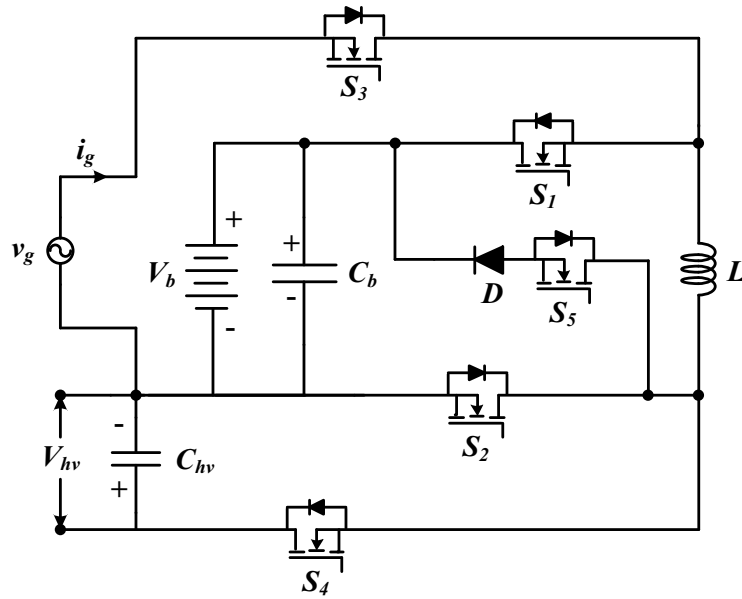 S3
ig
S1
+
+
vg
Vb
Cb
L
-
-
D
S5
-
Vhv
Chv
S2
+
S4